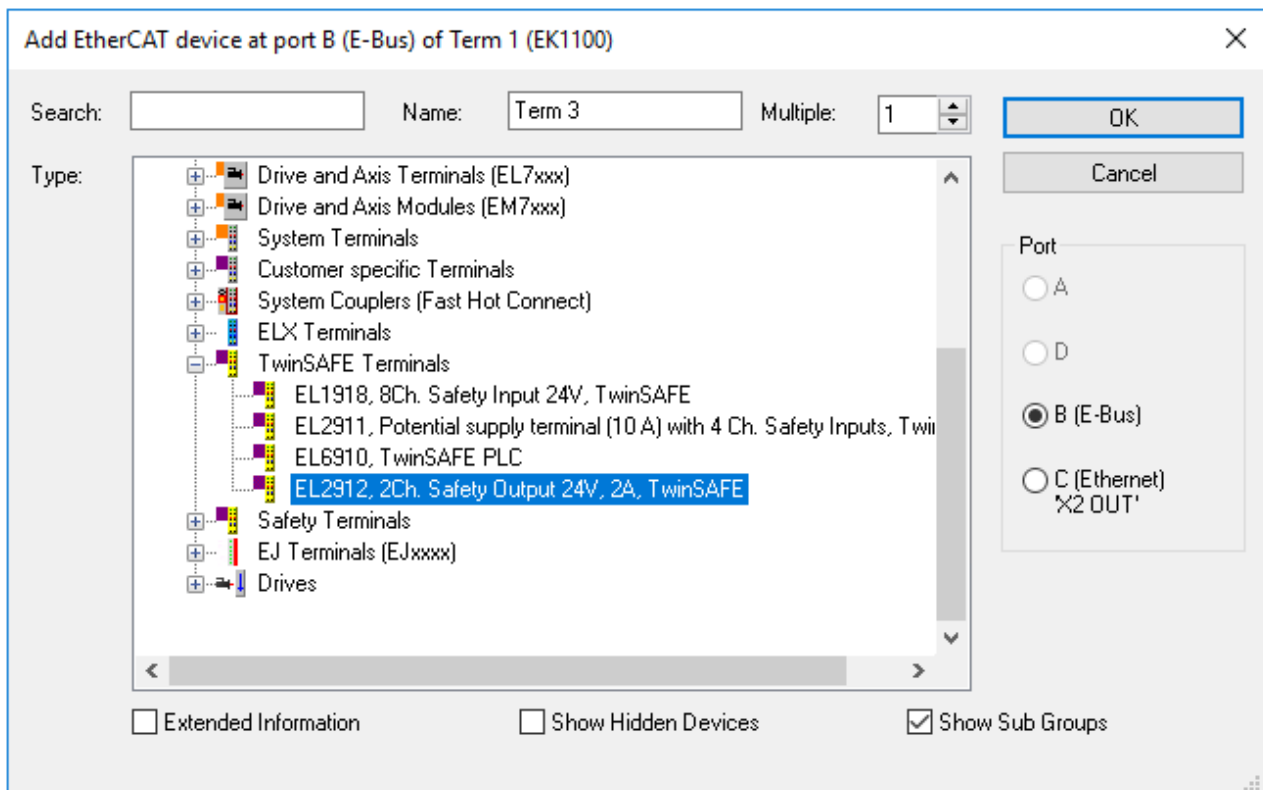 Add EtherCAT device at port B (E-Bus) of Term 1 (EK1100)
Search:
Name:
Term 3
Multiple:
1
OK
Type:
Drive and Axis Terminals (EL7xxx)
Cancel
Drive and Axis Modules (EM7xxx)
System Terminals
Port
Customer specific Terminals
A
System Couplers (Fast Hot Connect)
ELX Terminals
D
TwinSAFE Terminals
EL1918, 8Ch. Safety Input 24V, TwinSAFE
B (E-Bus)
EL2911, Potential supply terminal (10 A) with 4 Ch. Safety Inputs, Twi
EL6910, TwinSAFE PLC
C (Ethernet)
EL2912, 2Ch. Safety Output 24V, 2A, TwinSAFE
'X2 OUT'
Safety Terminals
EJ Terminals (EJxxxx)
Drives
Extended Information
Show Hidden Devices
Show Sub Groups